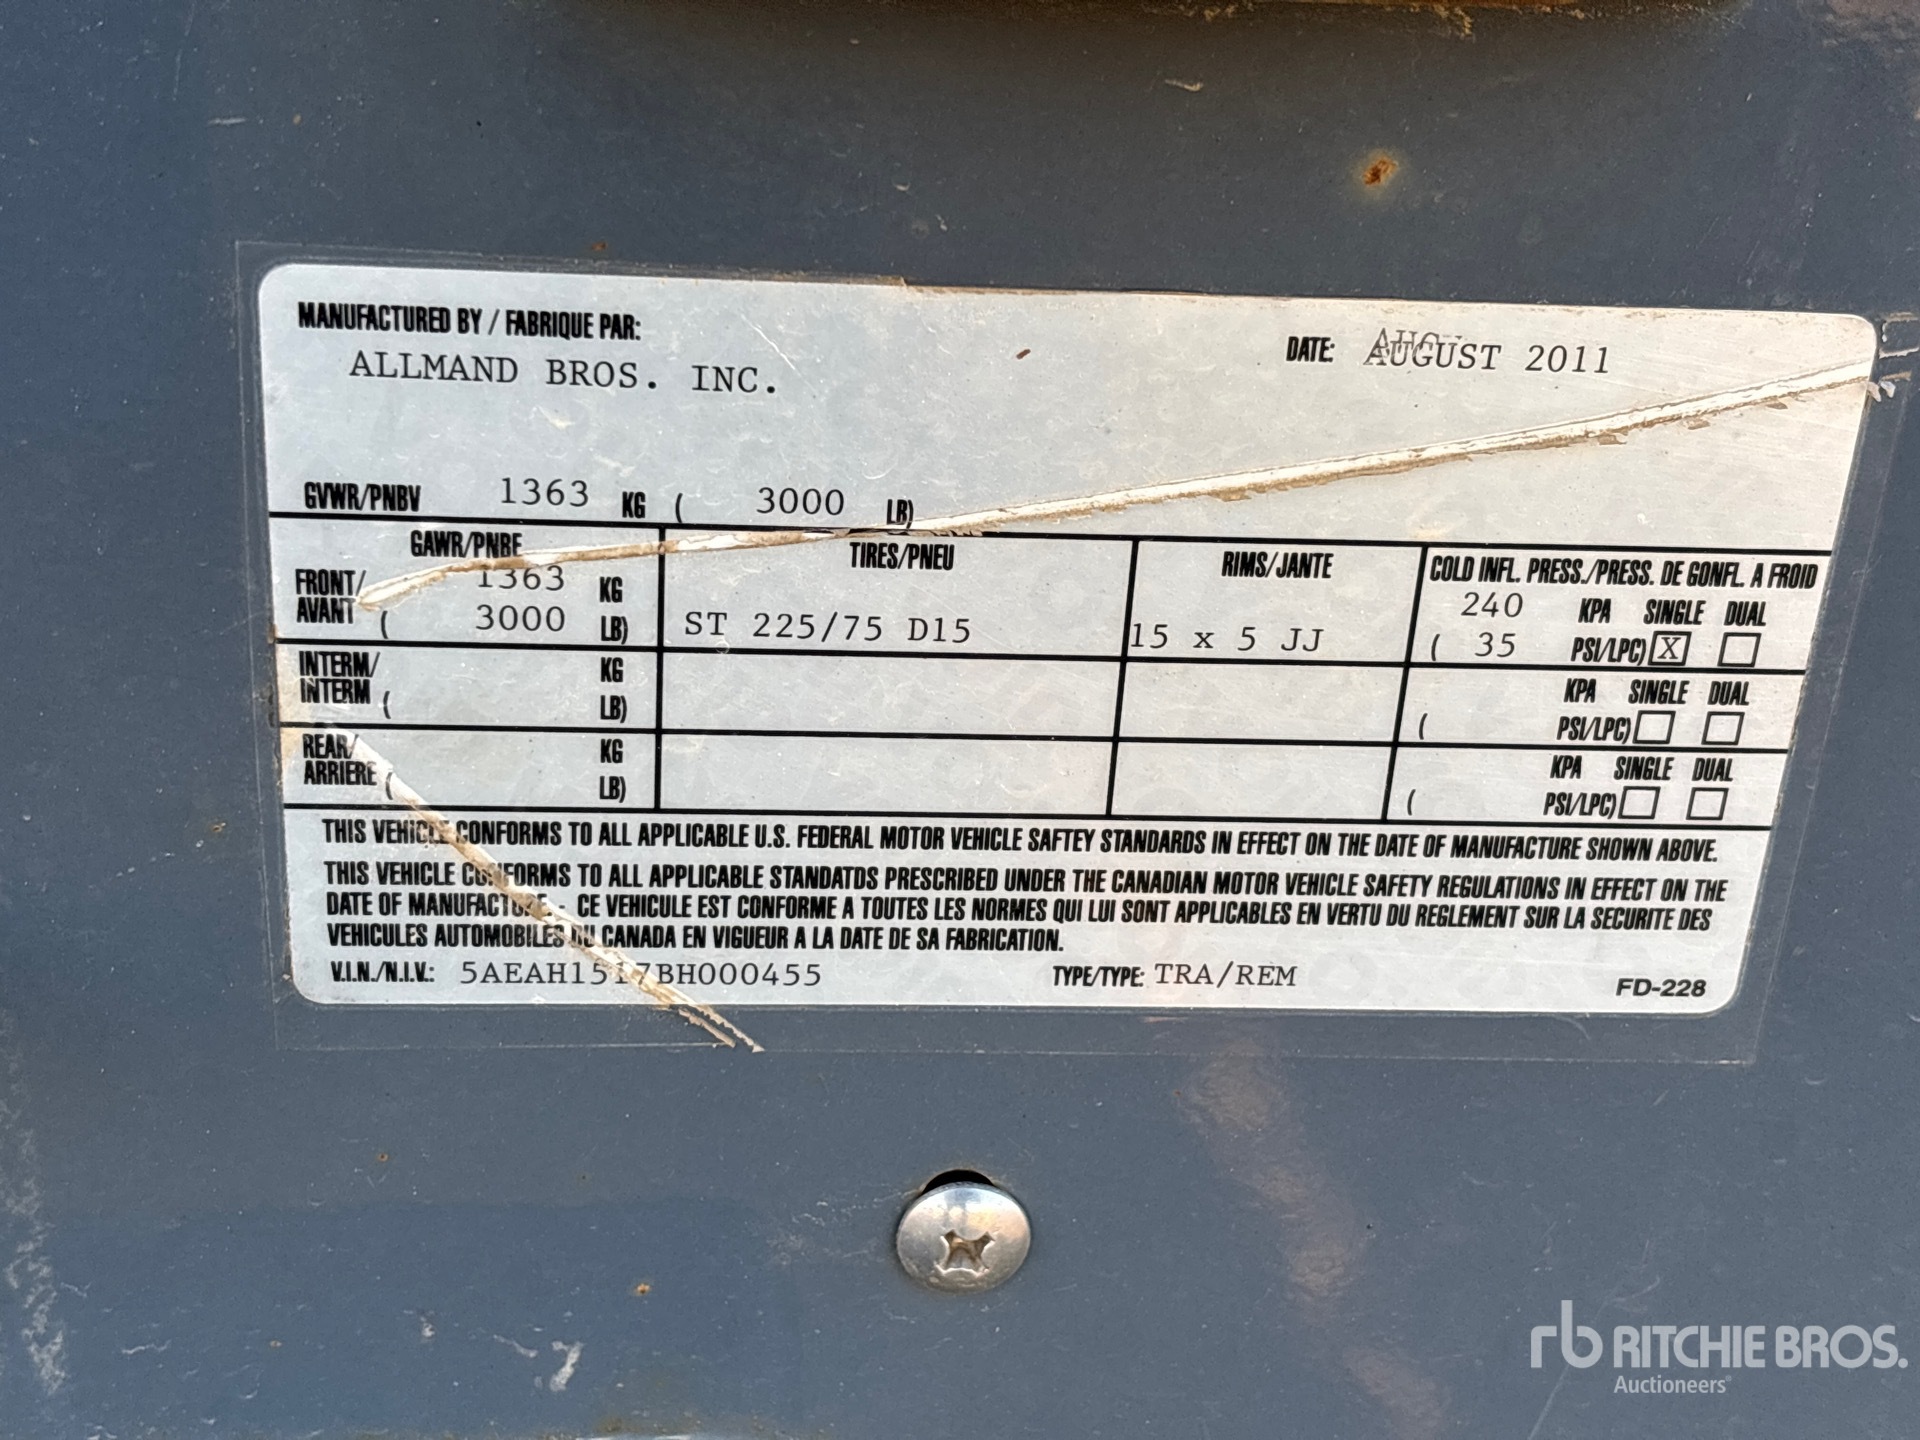 MANUFACTURED BY / FABRIQUE PAR:
ALLMAND BROS. INC.
DATE: AUGUST 2011
GVWR/PNBV 1363 KG ( 3000 LB)
GAWR/PNBE TIRES/PNEU RIMS/JANTE COLD INFL. PRESS./PRESS. DE GONFL. A FROID
FRONT/ 1363 KG 240 KPA SINGLE DUAL
AVANT ( 3000 LB) ST 225/75 D15 15 x 5 JJ ( 35 PSI/LPC) X
INTERM/ KG KPA SINGLE DUAL
INTERM ( LB) ( PSI/LPC)
REAR/ KG KPA SINGLE DUAL
ARRIERE ( LB) ( PSI/LPC)
THIS VEHICLE CONFORMS TO ALL APPLICABLE U.S. FEDERAL MOTOR VEHICLE SAFTEY STANDARDS IN EFFECT ON THE DATE OF MANUFACTURE SHOWN ABOVE.
THIS VEHICLE CONFORMS TO ALL APPLICABLE STANDATDS PRESCRIBED UNDER THE CANADIAN MOTOR VEHICLE SAFETY REGULATIONS IN EFFECT ON THE
DATE OF MANUFACTURE. - CE VEHICULE EST CONFORME A TOUTES LES NORMES QUI LUI SONT APPLICABLES EN VERTU DU REGLEMENT SUR LA SECURITE DES
VEHICULES AUTOMOBILES DU CANADA EN VIGUEUR A LA DATE DE SA FABRICATION.
V.I.N./N.I.V.: 5AEAH1517BH000455 TYPE/TYPE: TRA/REM FD-228
rb RITCHIE BROS.
Auctioneers